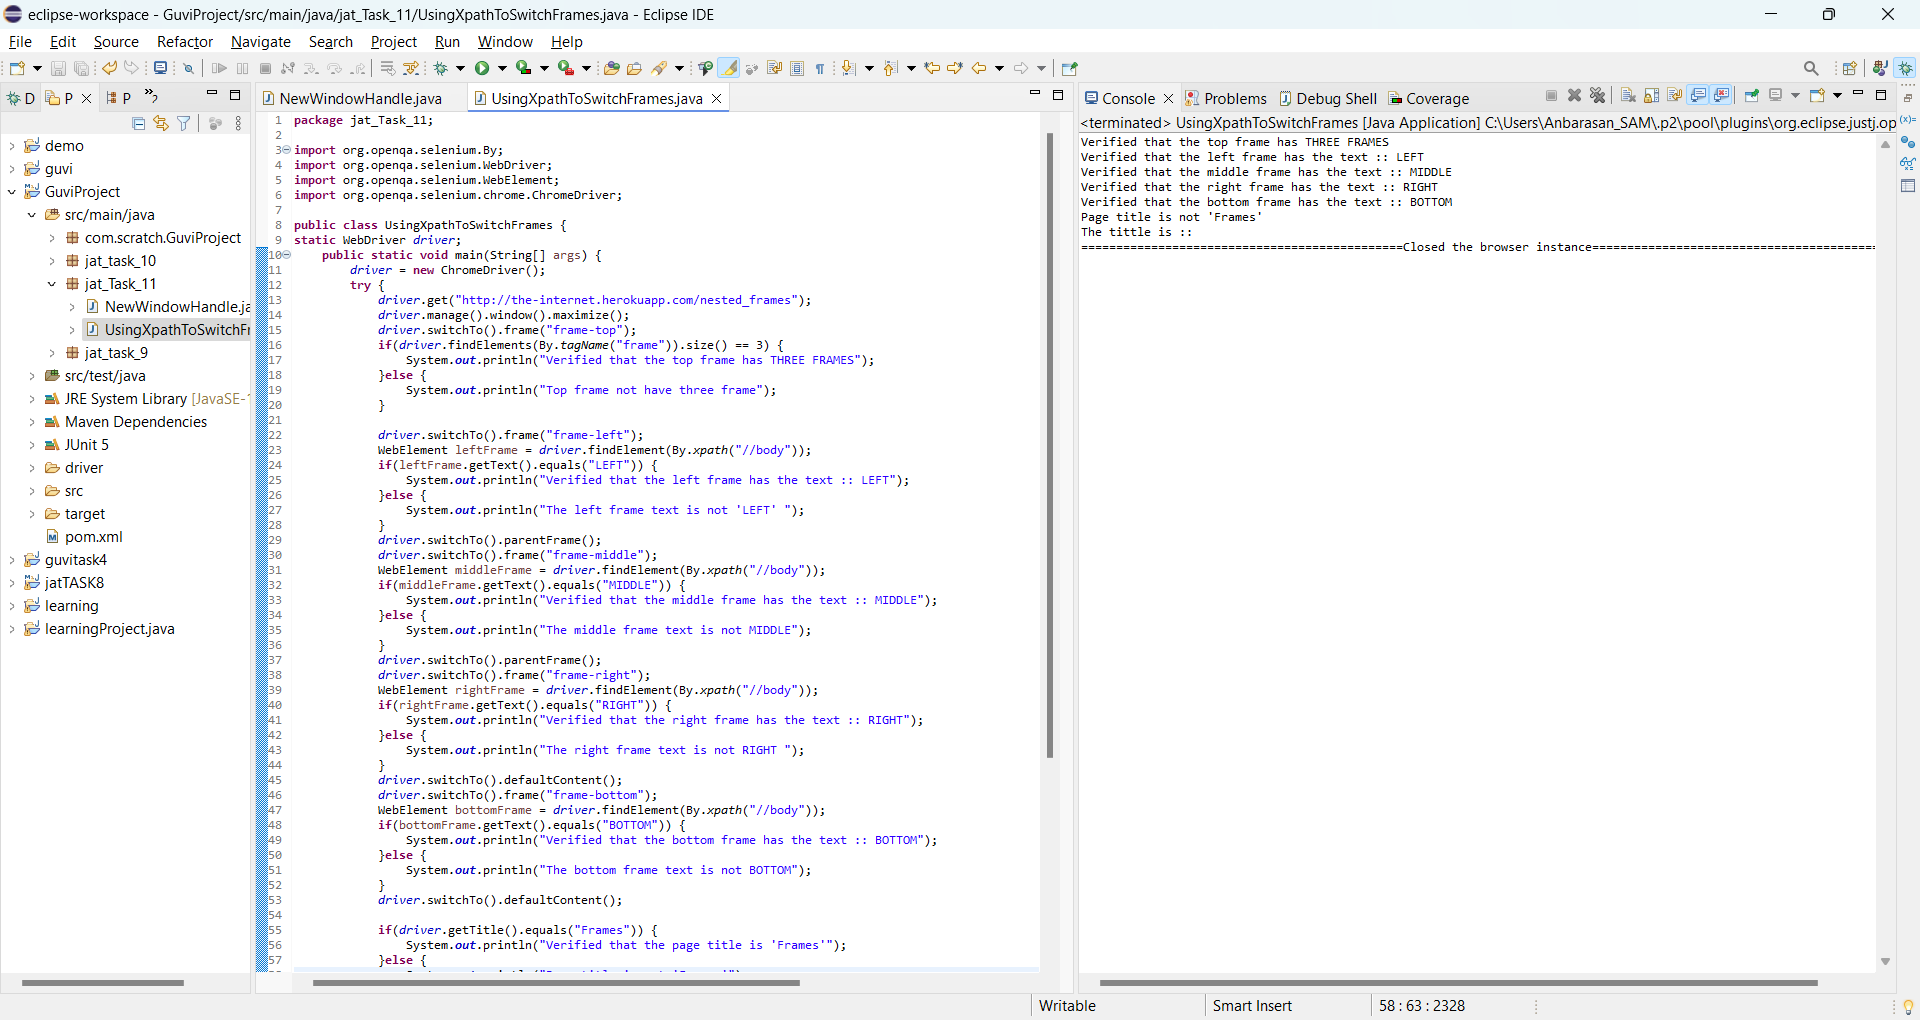 eclipse-workspace - GuviProject/src/main/java/jat_Task_11/UsingXpathToSwitchFrames.java - Eclipse IDE
File Edit Source Refactor Navigate Search Project Run Window Help
D P P
demo
guvi
GuviProject
src/main/java
com.scratch.GuviProject
jat_task_10
jat_Task_11
NewWindowHandle.ja
UsingXpathToSwitchFr
jat_task_9
src/test/java
JRE System Library [JavaSE-
Maven Dependencies
JUnit 5
driver
src
target
pom.xml
guvitask4
jatTASK8
learning
learningProject.java
NewWindowHandle.java UsingXpathToSwitchFrames.java
1 package jat_Task_11;
2
3 import org.openqa.selenium.By;
4 import org.openqa.selenium.WebDriver;
5 import org.openqa.selenium.WebElement;
6 import org.openqa.selenium.chrome.ChromeDriver;
7
8 public class UsingXpathToSwitchFrames {
9 static WebDriver driver;
10 public static void main(String[] args) {
11 driver = new ChromeDriver();
12 try {
13 driver.get("http://the-internet.herokuapp.com/nested_frames");
14 driver.manage().window().maximize();
15 driver.switchTo().frame("frame-top");
16 if(driver.findElements(By.tagName("frame")).size() == 3) {
17 System.out.println("Verified that the top frame has THREE FRAMES");
18 }else {
19 System.out.println("Top frame not have three frame");
20 }
21
22 driver.switchTo().frame("frame-left");
23 WebElement leftFrame = driver.findElement(By.xpath("//body"));
24 if(leftFrame.getText().equals("LEFT")) {
25 System.out.println("Verified that the left frame has the text :: LEFT");
26 }else {
27 System.out.println("The left frame text is not 'LEFT' ");
28 }
29 driver.switchTo().parentFrame();
30 driver.switchTo().frame("frame-middle");
31 WebElement middleFrame = driver.findElement(By.xpath("//body"));
32 if(middleFrame.getText().equals("MIDDLE")) {
33 System.out.println("Verified that the middle frame has the text :: MIDDLE");
34 }else {
35 System.out.println("The middle frame text is not MIDDLE");
36 }
37 driver.switchTo().parentFrame();
38 driver.switchTo().frame("frame-right");
39 WebElement rightFrame = driver.findElement(By.xpath("//body"));
40 if(rightFrame.getText().equals("RIGHT")) {
41 System.out.println("Verified that the right frame has the text :: RIGHT");
42 }else {
43 System.out.println("The right frame text is not RIGHT ");
44 }
45 driver.switchTo().defaultContent();
46 driver.switchTo().frame("frame-bottom");
47 WebElement bottomFrame = driver.findElement(By.xpath("//body"));
48 if(bottomFrame.getText().equals("BOTTOM")) {
49 System.out.println("Verified that the bottom frame has the text :: BOTTOM");
50 }else {
51 System.out.println("The bottom frame text is not BOTTOM");
52 }
53 driver.switchTo().defaultContent();
54
55 if(driver.getTitle().equals("Frames")) {
56 System.out.println("Verified that the page title is 'Frames'");
57 }else {
Console Problems Debug Shell Coverage
<terminated> UsingXpathToSwitchFrames [Java Application] C:\Users\Anbarasan_SAM\.p2\pool\plugins\org.eclipse.justj.op
Verified that the top frame has THREE FRAMES
Verified that the left frame has the text :: LEFT
Verified that the middle frame has the text :: MIDDLE
Verified that the right frame has the text :: RIGHT
Verified that the bottom frame has the text :: BOTTOM
Page title is not 'Frames'
The tittle is ::
==============================================Closed the browser instance=========================================
Writable Smart Insert 58 : 63 : 2328